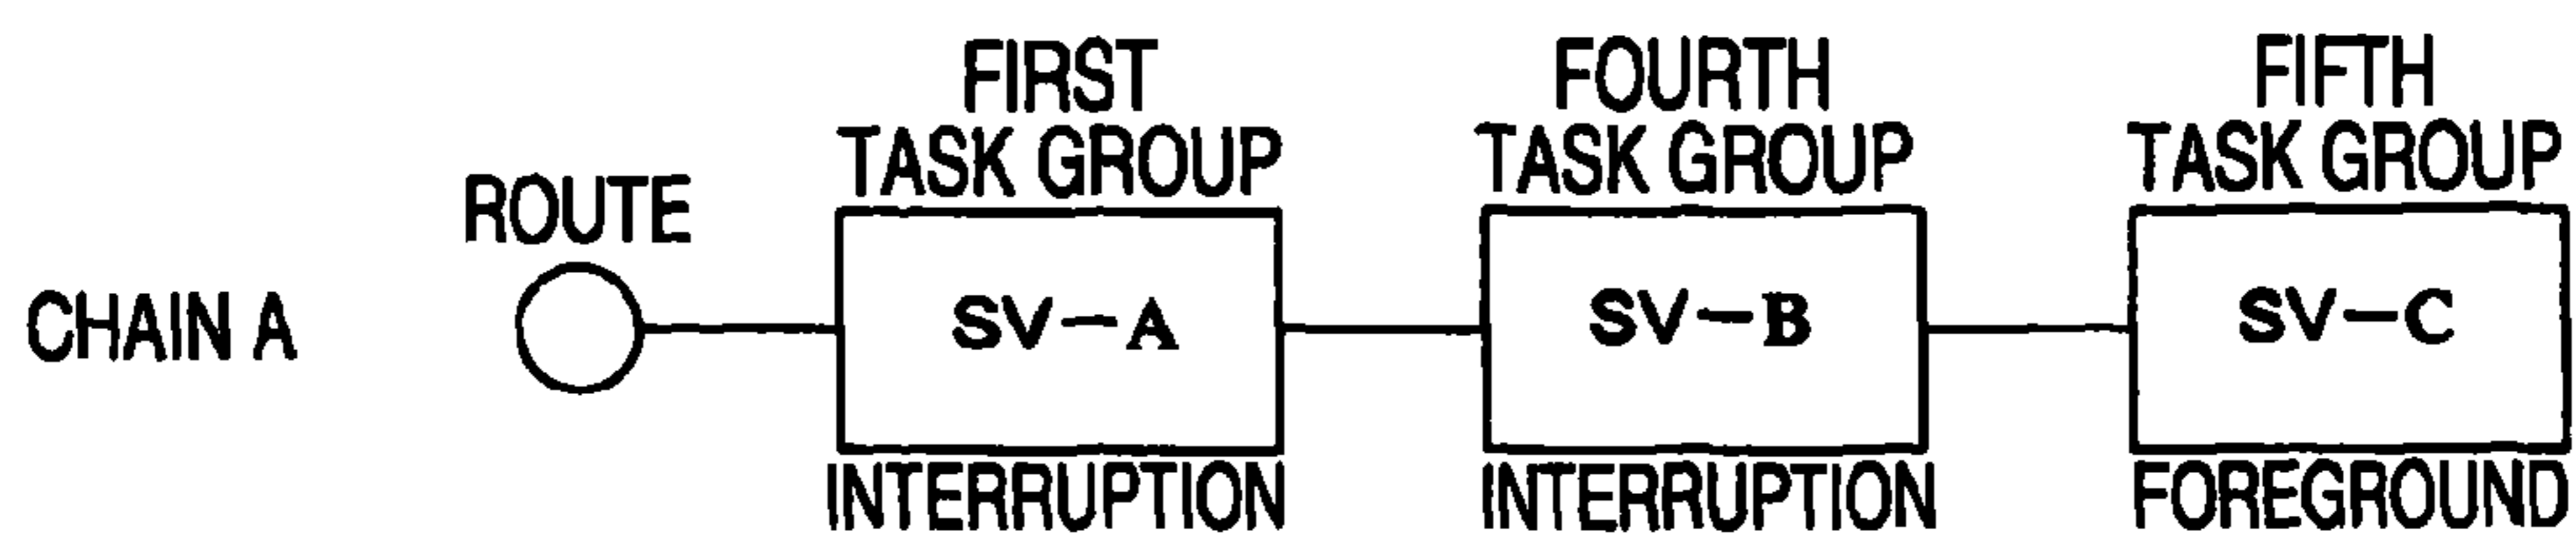 FIRST
TASK GROUP
FOURTH
TASK GROUP
FIFTH
TASK GROUP
ROUTE
CHAIN A
SV-A
SV-B
SV-C
INTERRUPTION
INTERRUPTION
FOREGROUND